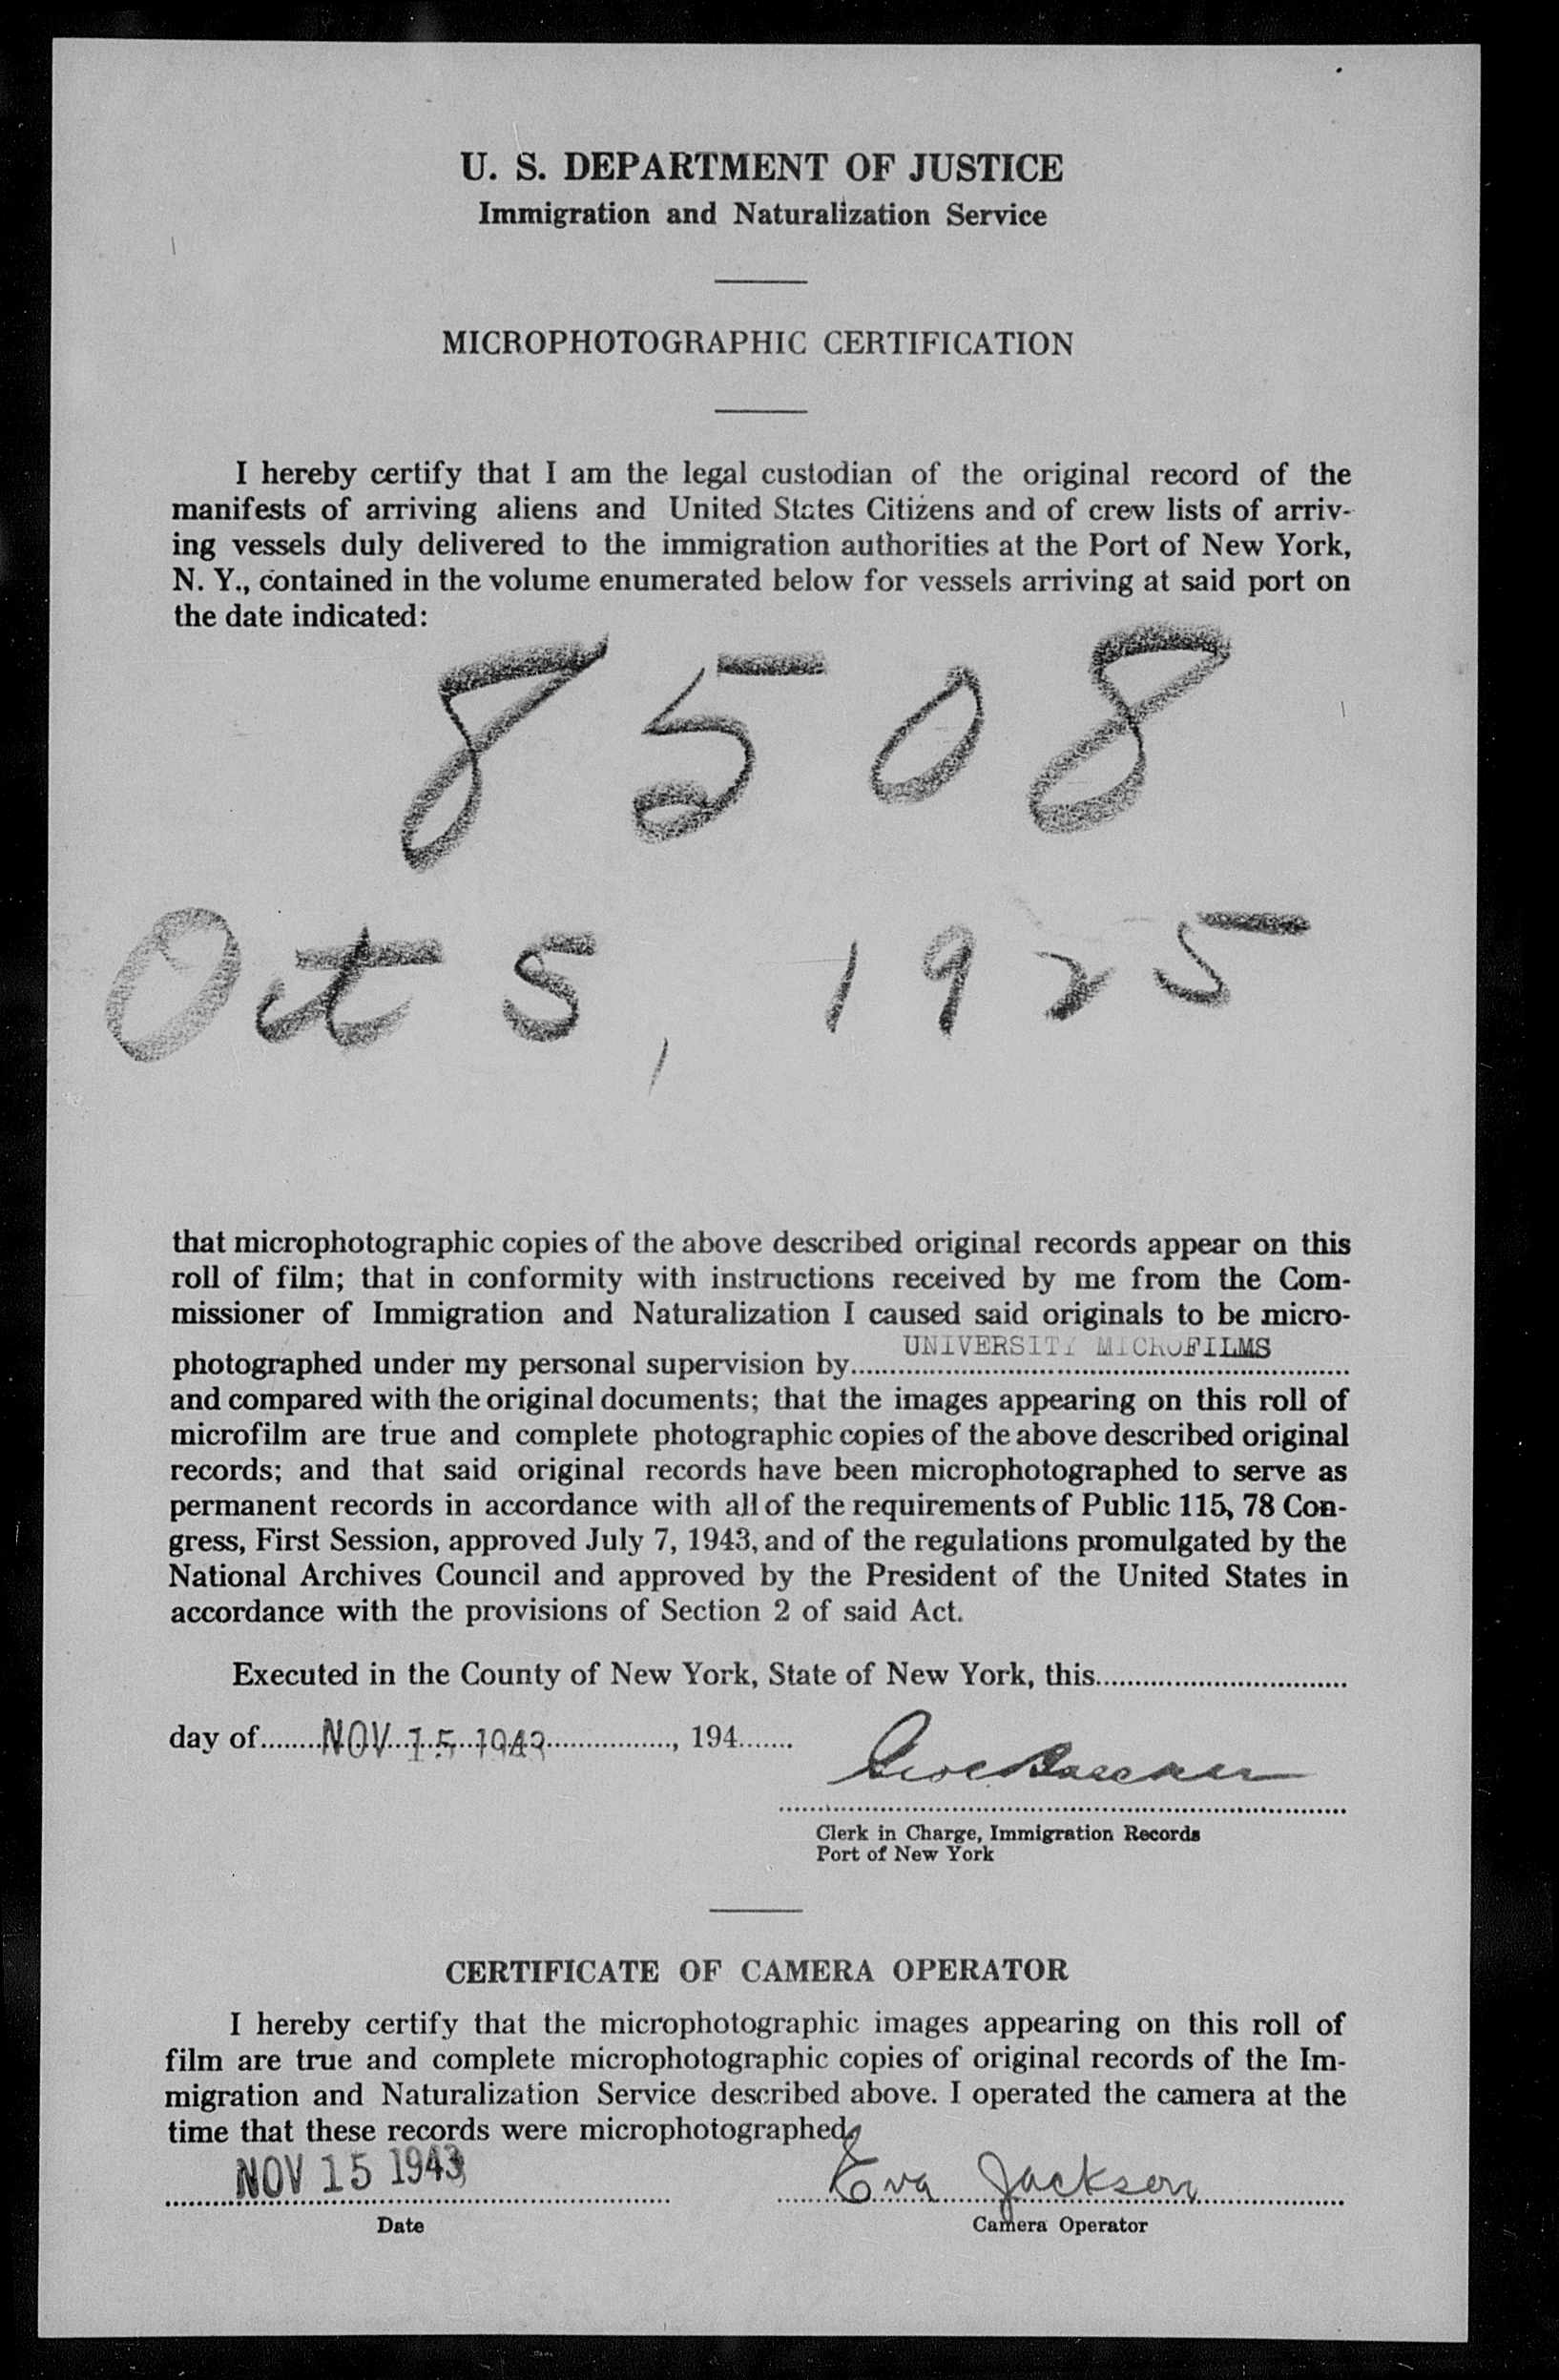 U. S. DEPARTMENT OF JUSTICE
Immigration and Naturalization Service
MICROPHOTOGRAPHIC CERTIFICATION
I hereby certify that I am the legal custodian of the original record of the
manifests of arriving aliens and United States Citizens and of crew lists of arriv-
ing vessels duly delivered to the immigration authorities at the Port of New York,
N. Y., contained in the volume enumerated below for vessels arriving at said port on
the date indicated:
8508
Oct 5, 1925
that microphotographic copies of the above described original records appear on this
roll of film; that in conformity with instructions received by me from the Com-
missioner of Immigration and Naturalization I caused said originals to be micro-
UNIVERSITY MICROFILMS
photographed under my personal supervision by
and compared with the original documents; that the images appearing on this roll of
microfilm are true and complete photographic copies of the above described original
records; and that said original records have been microphotographed to serve as
permanent records in accordance with all of the requirements of Public 115, 78 Con-
gress, First Session, approved July 7, 1943, and of the regulations promulgated by the
National Archives Council and approved by the President of the United States in
accordance with the provisions of Section 2 of said Act.
Executed in the County of New York, State of New York, this
day of NOV 15 1943, 194
Clerk in Charge, Immigration Records
Port of New York
CERTIFICATE OF CAMERA OPERATOR
I hereby certify that the microphotographic images appearing on this roll of
film are true and complete microphotographic copies of original records of the Im-
migration and Naturalization Service described above. I operated the camera at the
time that these records were microphotographed.
NOV 15 1943 Eva Jackson
Date Camera Operator